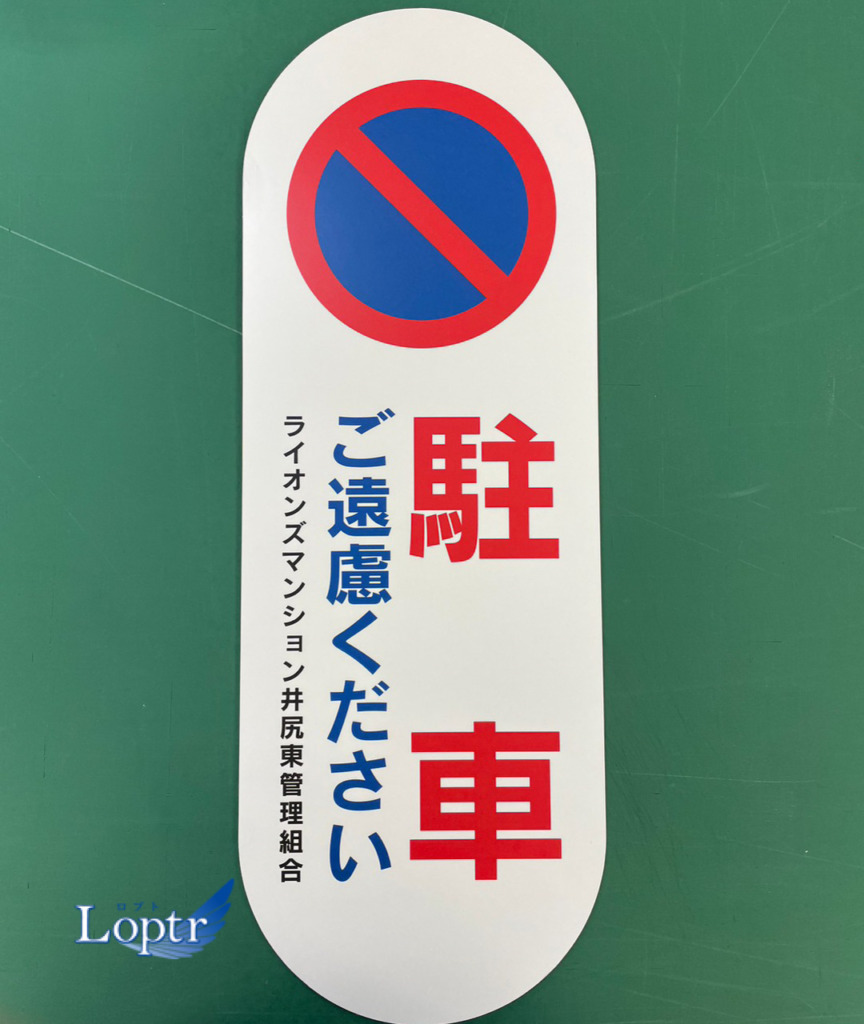 駐車
ご遠慮ください
ライオンズマンション井尻東管理組合
ロプト
Loptr